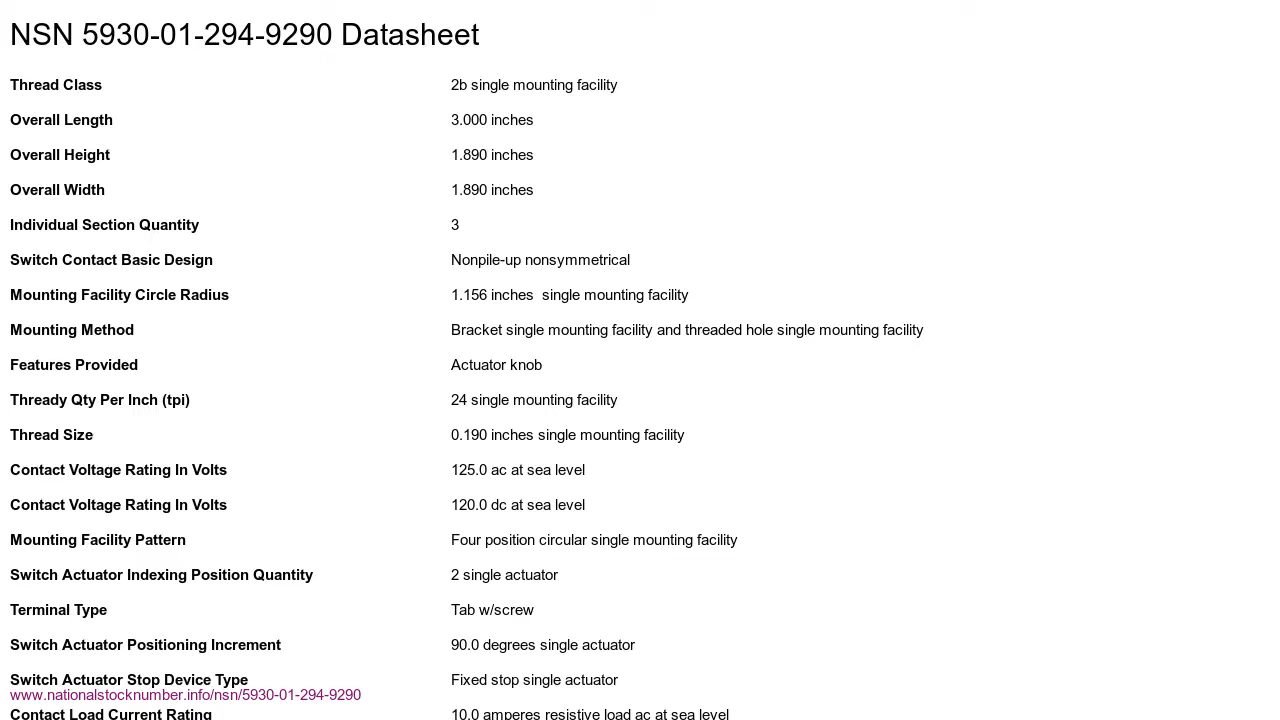 NSN 5930-01-294-9290 Datasheet
Thread Class 2b single mounting facility
Overall Length 3.000 inches
Overall Height 1.890 inches
Overall Width 1.890 inches
Individual Section Quantity 3
Switch Contact Basic Design Nonpile-up nonsymmetrical
Mounting Facility Circle Radius 1.156 inches  single mounting facility
Mounting Method Bracket single mounting facility and threaded hole single mounting facility
Features Provided Actuator knob
Thready Qty Per Inch (tpi) 24 single mounting facility
Thread Size 0.190 inches single mounting facility
Contact Voltage Rating In Volts 125.0 ac at sea level
Contact Voltage Rating In Volts 120.0 dc at sea level
Mounting Facility Pattern Four position circular single mounting facility
Switch Actuator Indexing Position Quantity 2 single actuator
Terminal Type Tab w/screw
Switch Actuator Positioning Increment 90.0 degrees single actuator
Switch Actuator Stop Device Type Fixed stop single actuator
www.nationalstocknumber.info/nsn/5930-01-294-9290
Contact Load Current Rating 10.0 amperes resistive load ac at sea level